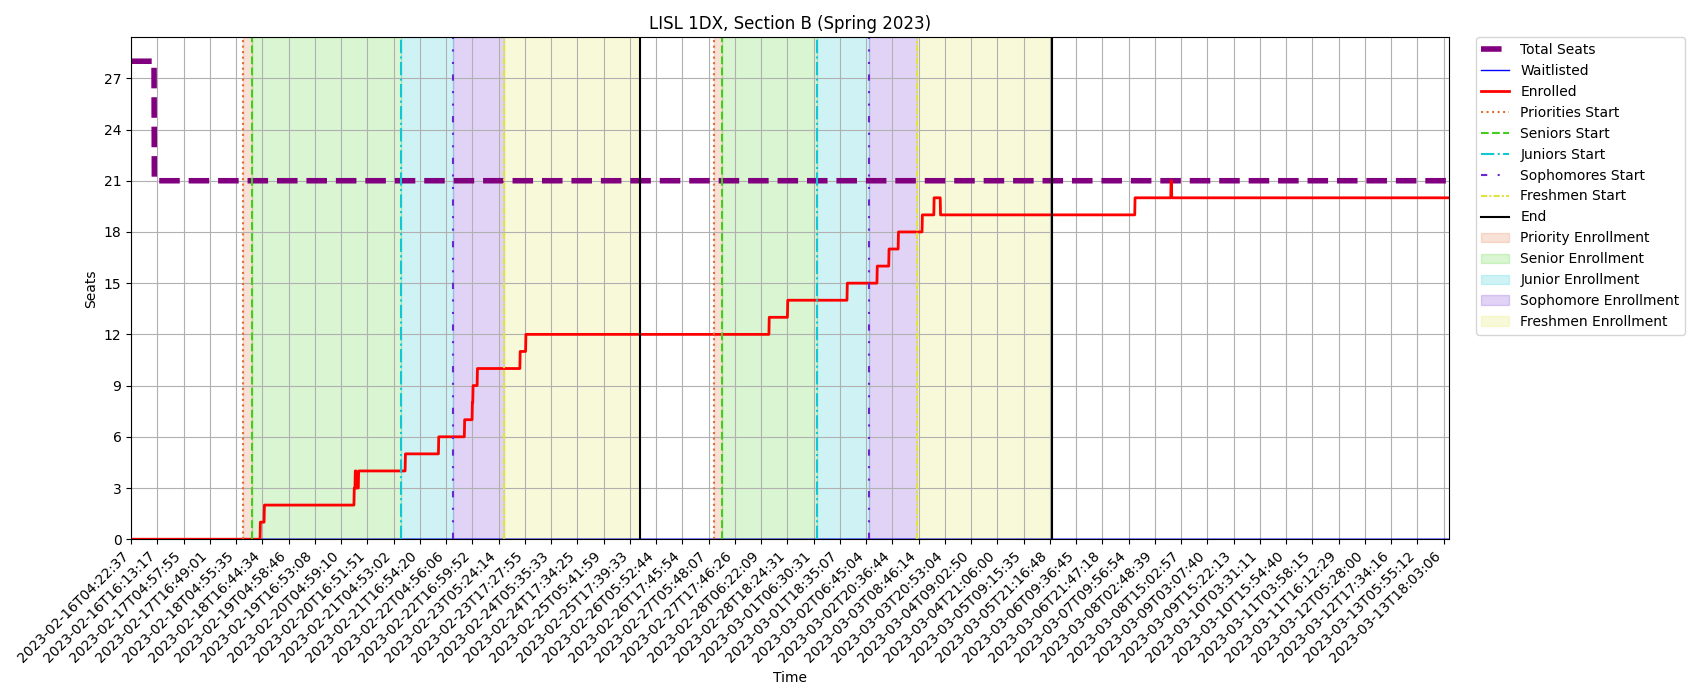 LISL 1DX, Section B (Spring 2023)
Total Seats
Waitlisted
Enrolled
Priorities Start
Seniors Start
Juniors Start
Sophomores Start
Freshmen Start
End
Priority Enrollment
Senior Enrollment
Junior Enrollment
Sophomore Enrollment
Freshmen Enrollment
Seats
27
24
21
18
15
12
9
6
3
0
2023-02-16T04:22:37
2023-02-16T16:13:17
2023-02-17T04:57:55
2023-02-17T16:49:01
2023-02-18T04:55:35
2023-02-18T16:44:34
2023-02-19T04:58:46
2023-02-19T16:53:08
2023-02-20T04:59:10
2023-02-20T16:51:51
2023-02-21T04:53:02
2023-02-21T16:54:20
2023-02-22T04:56:06
2023-02-22T16:59:52
2023-02-23T05:24:14
2023-02-23T17:27:55
2023-02-24T05:35:33
2023-02-24T17:34:25
2023-02-25T05:41:59
2023-02-25T17:39:33
2023-02-26T05:52:44
2023-02-26T17:45:54
2023-02-27T05:48:07
2023-02-27T17:46:26
2023-02-28T06:22:09
2023-02-28T18:24:31
2023-03-01T06:30:31
2023-03-01T18:35:07
2023-03-02T06:45:04
2023-03-02T20:36:44
2023-03-03T08:46:14
2023-03-03T20:53:04
2023-03-04T09:02:50
2023-03-04T21:06:00
2023-03-05T09:15:35
2023-03-05T21:16:48
2023-03-06T09:36:45
2023-03-06T21:47:18
2023-03-07T09:56:54
2023-03-08T02:48:39
2023-03-08T15:02:57
2023-03-09T03:07:40
2023-03-09T15:22:13
2023-03-10T03:31:11
2023-03-10T15:54:40
2023-03-11T03:58:15
2023-03-11T16:12:29
2023-03-12T05:28:00
2023-03-12T17:34:16
2023-03-13T05:55:12
2023-03-13T18:03:06
Time